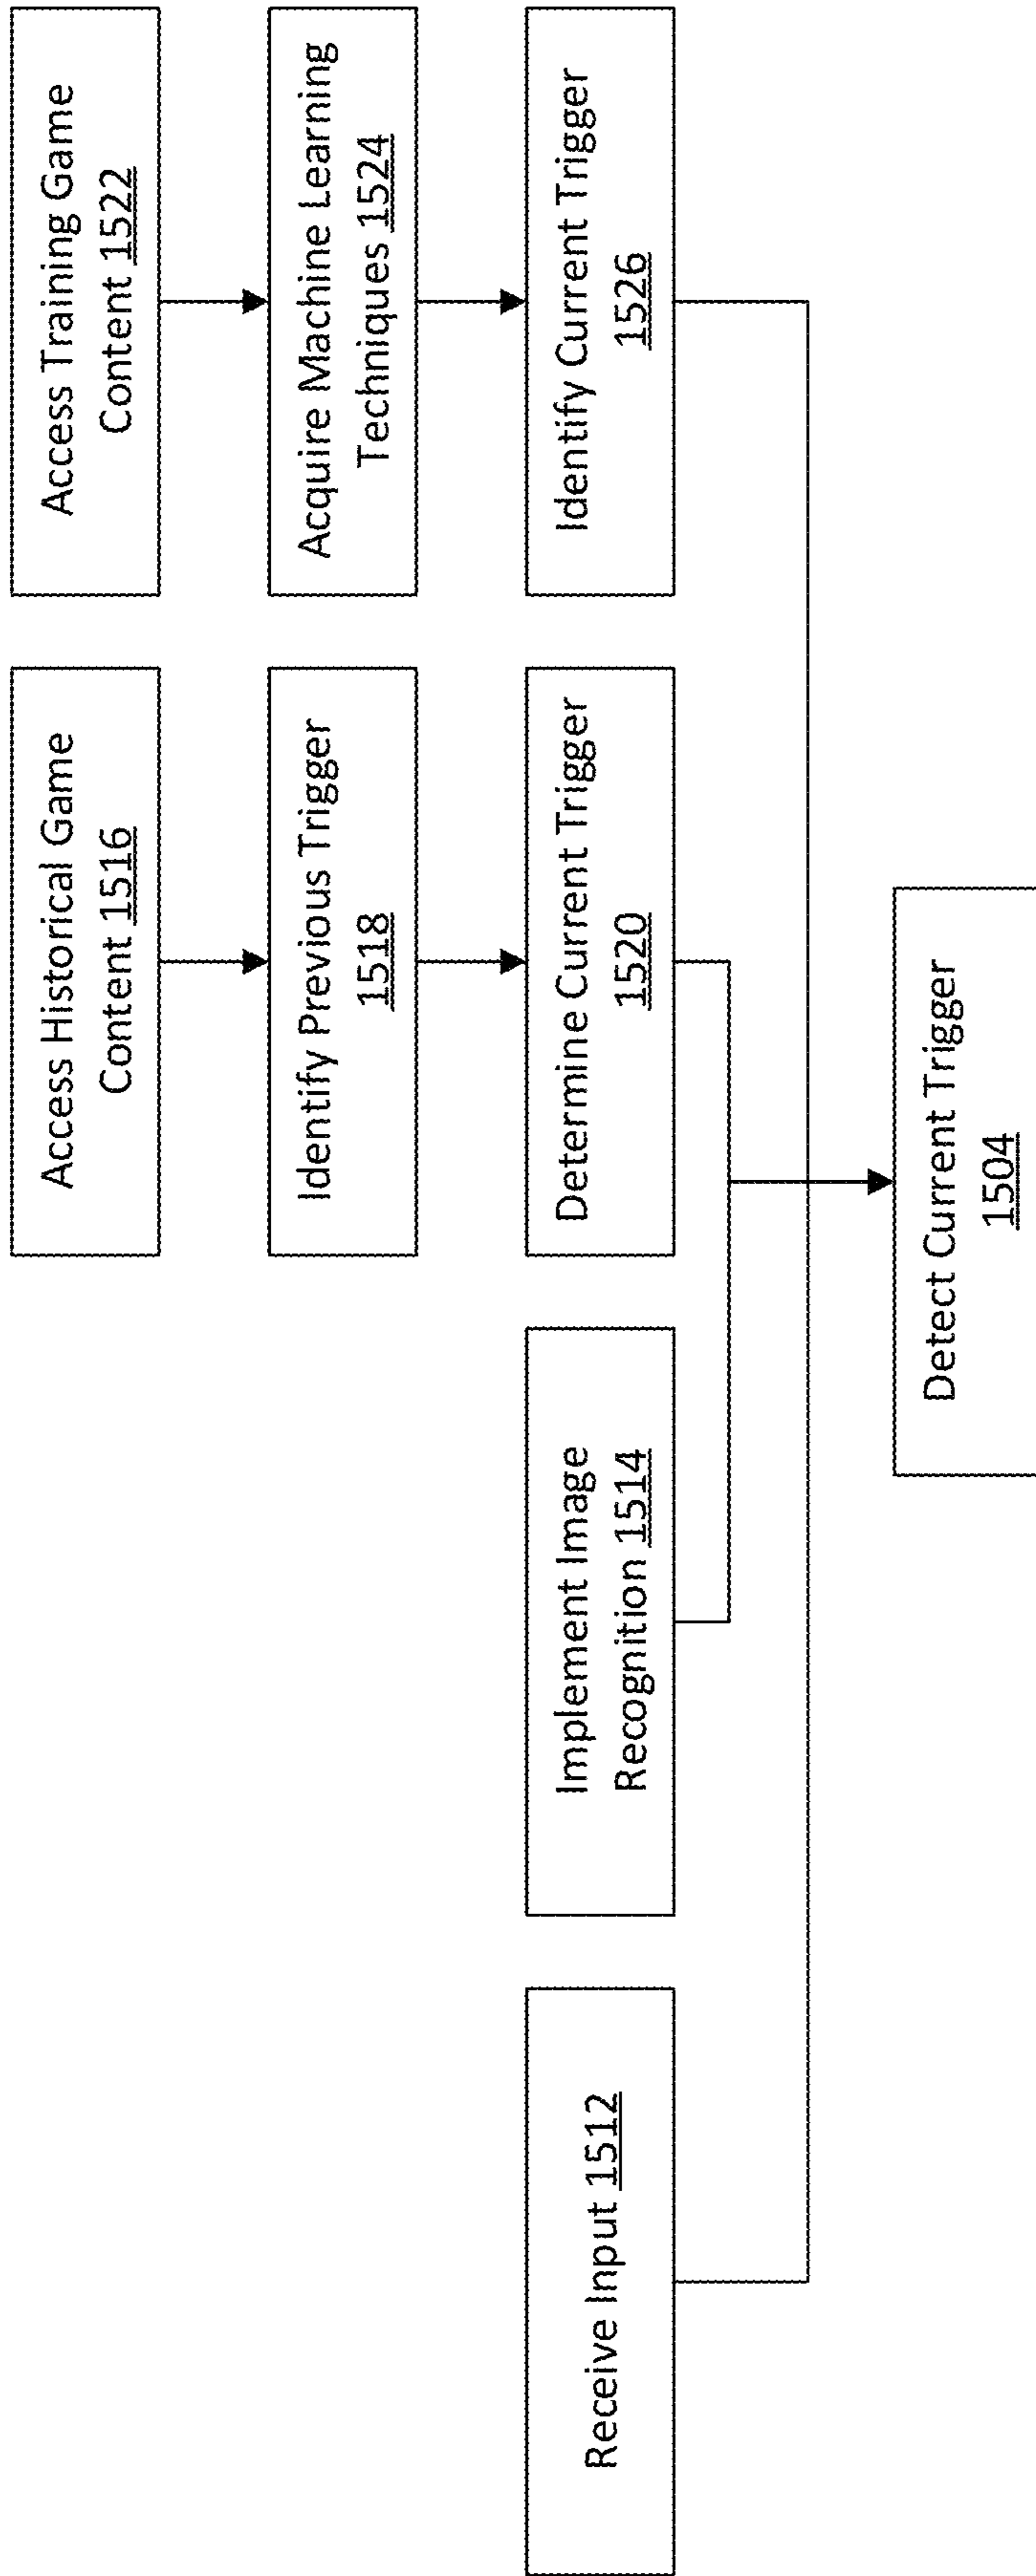 Access Historical Game
Content 1516
Access Training Game
Content 1522
Identify Previous Trigger
1518
Acquire Machine Learning
Techniques 1524
Receive Input 1512
Implement Image
Recognition 1514
Determine Current Trigger
1520
Identify Current Trigger
1526
Detect Current Trigger
1504